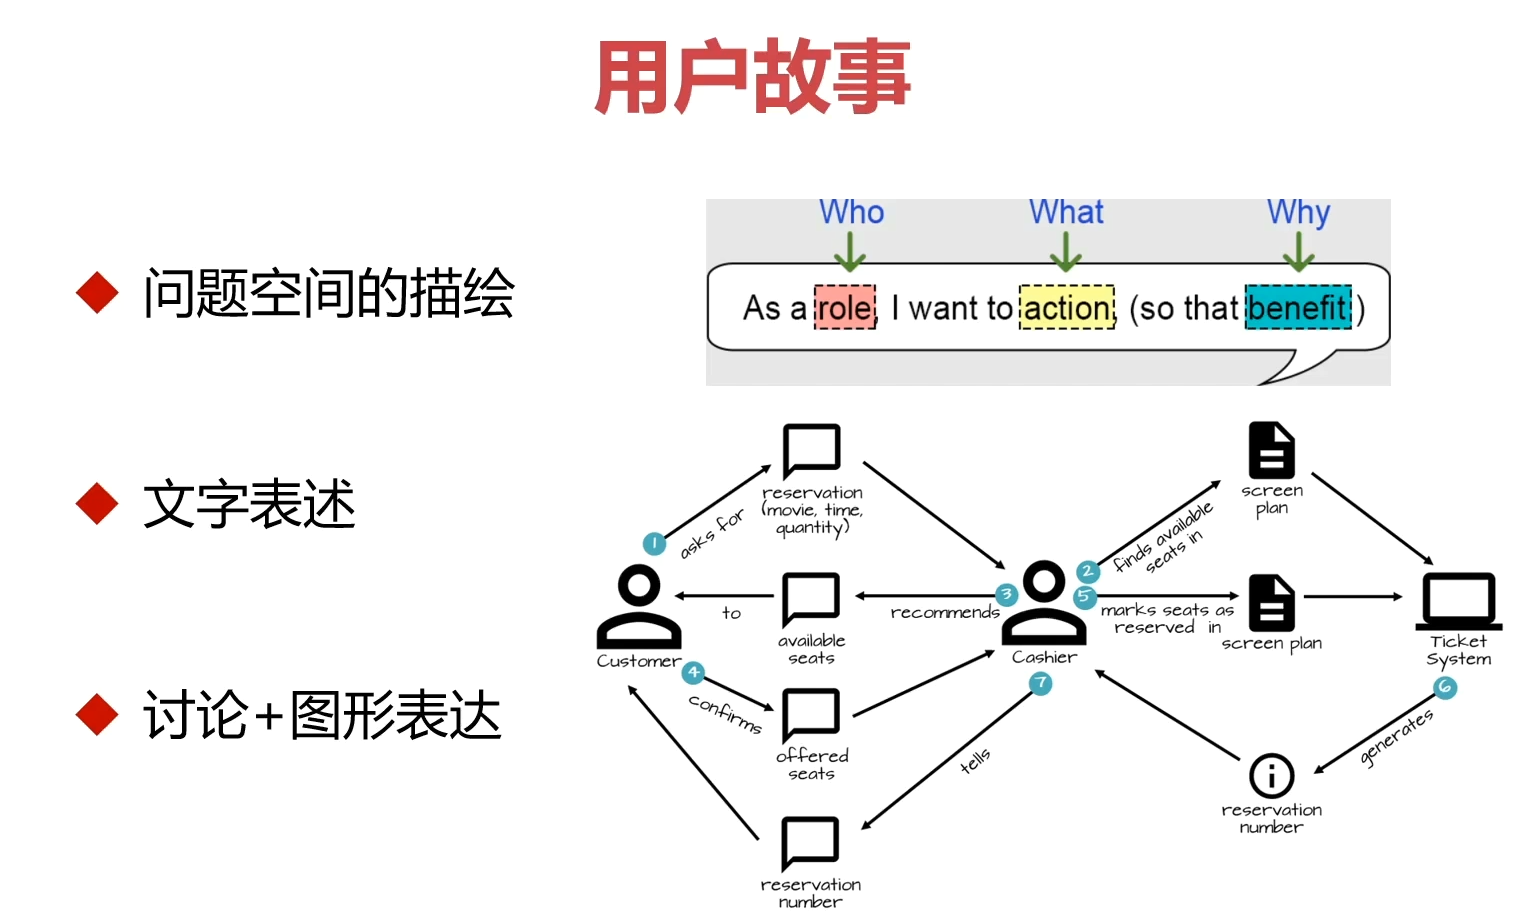 用户故事
Who What Why
As a role, I want to action, (so that benefit )
问题空间的描绘
文字表述
讨论+图形表达
1
asks for
reservation
(movie, time,
quantity)
2
finds available
seats in
screen
plan
3
recommends
available
seats
to
Customer
Cashier
4
confirms
offered
seats
5
marks seats as
reserved in
screen plan
Ticket
System
6
generates
reservation
number
7
tells
reservation
number